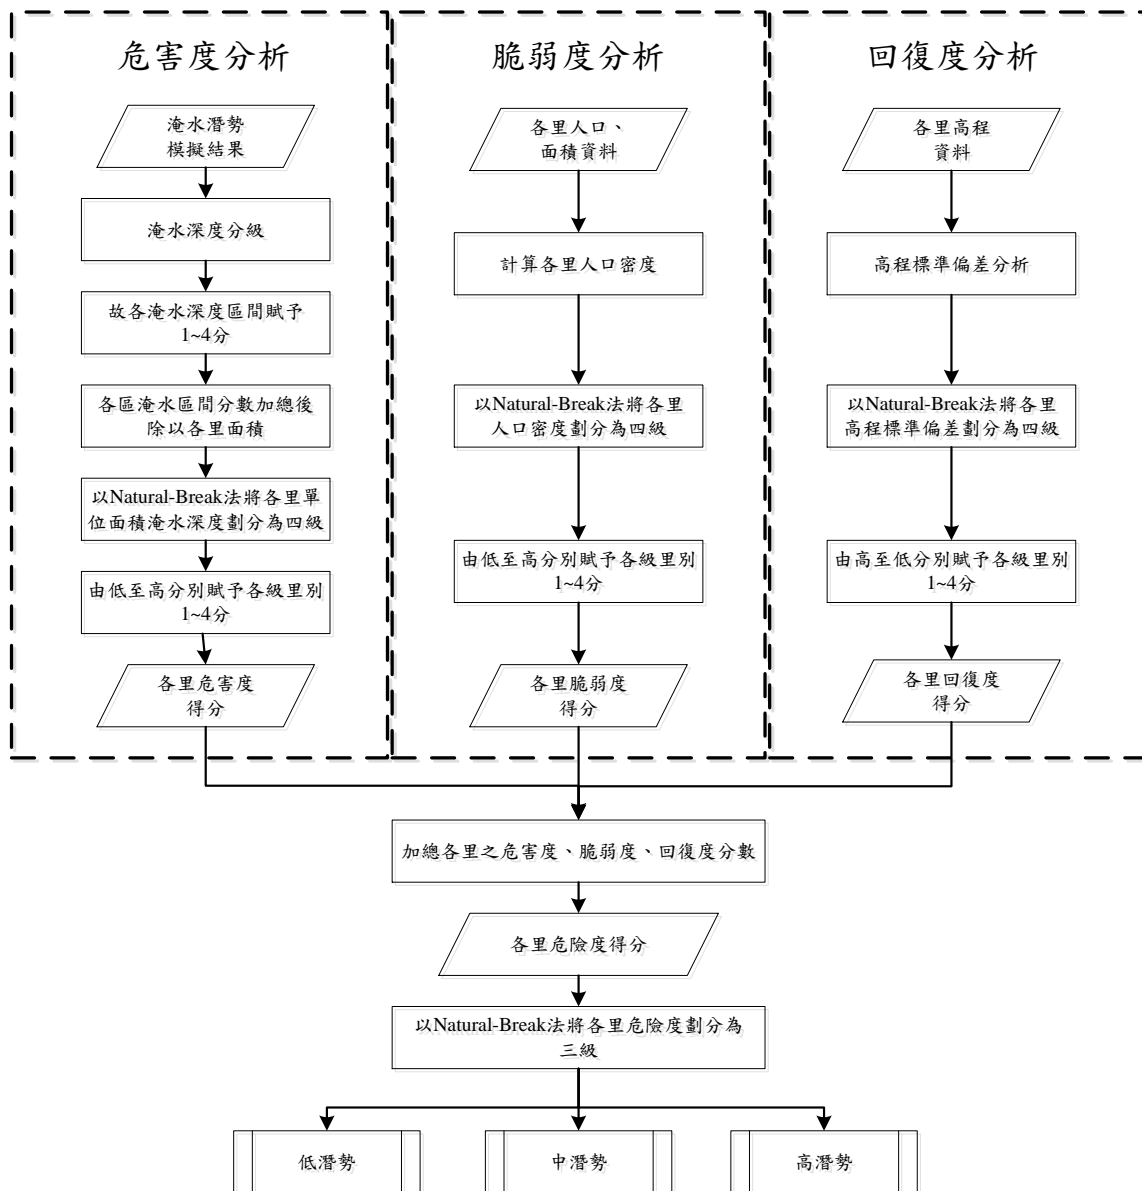 危害度分析
淹水潛勢
模擬結果
淹水深度分級
故各淹水深度區間賦予
1~4分
各區淹水區間分數加總後
除以各里面積
以Natural-Break法將各里單
位面積淹水深度劃分為四級
由低至高分別賦予各級里別
1~4分
各里危害度
得分
脆弱度分析
各里人口、
面積資料
計算各里人口密度
以Natural-Break法將各里
人口密度劃分為四級
由低至高分別賦予各級里別
1~4分
各里脆弱度
得分
回復度分析
各里高程
資料
高程標準偏差分析
以Natural-Break法將各里
高程標準偏差劃分為四級
由高至低分別賦予各級里別
1~4分
各里回復度
得分
加總各里之危害度、脆弱度、回復度分數
各里危險度得分
以Natural-Break法將各里危險度劃分為
三級
低潛勢
中潛勢
高潛勢